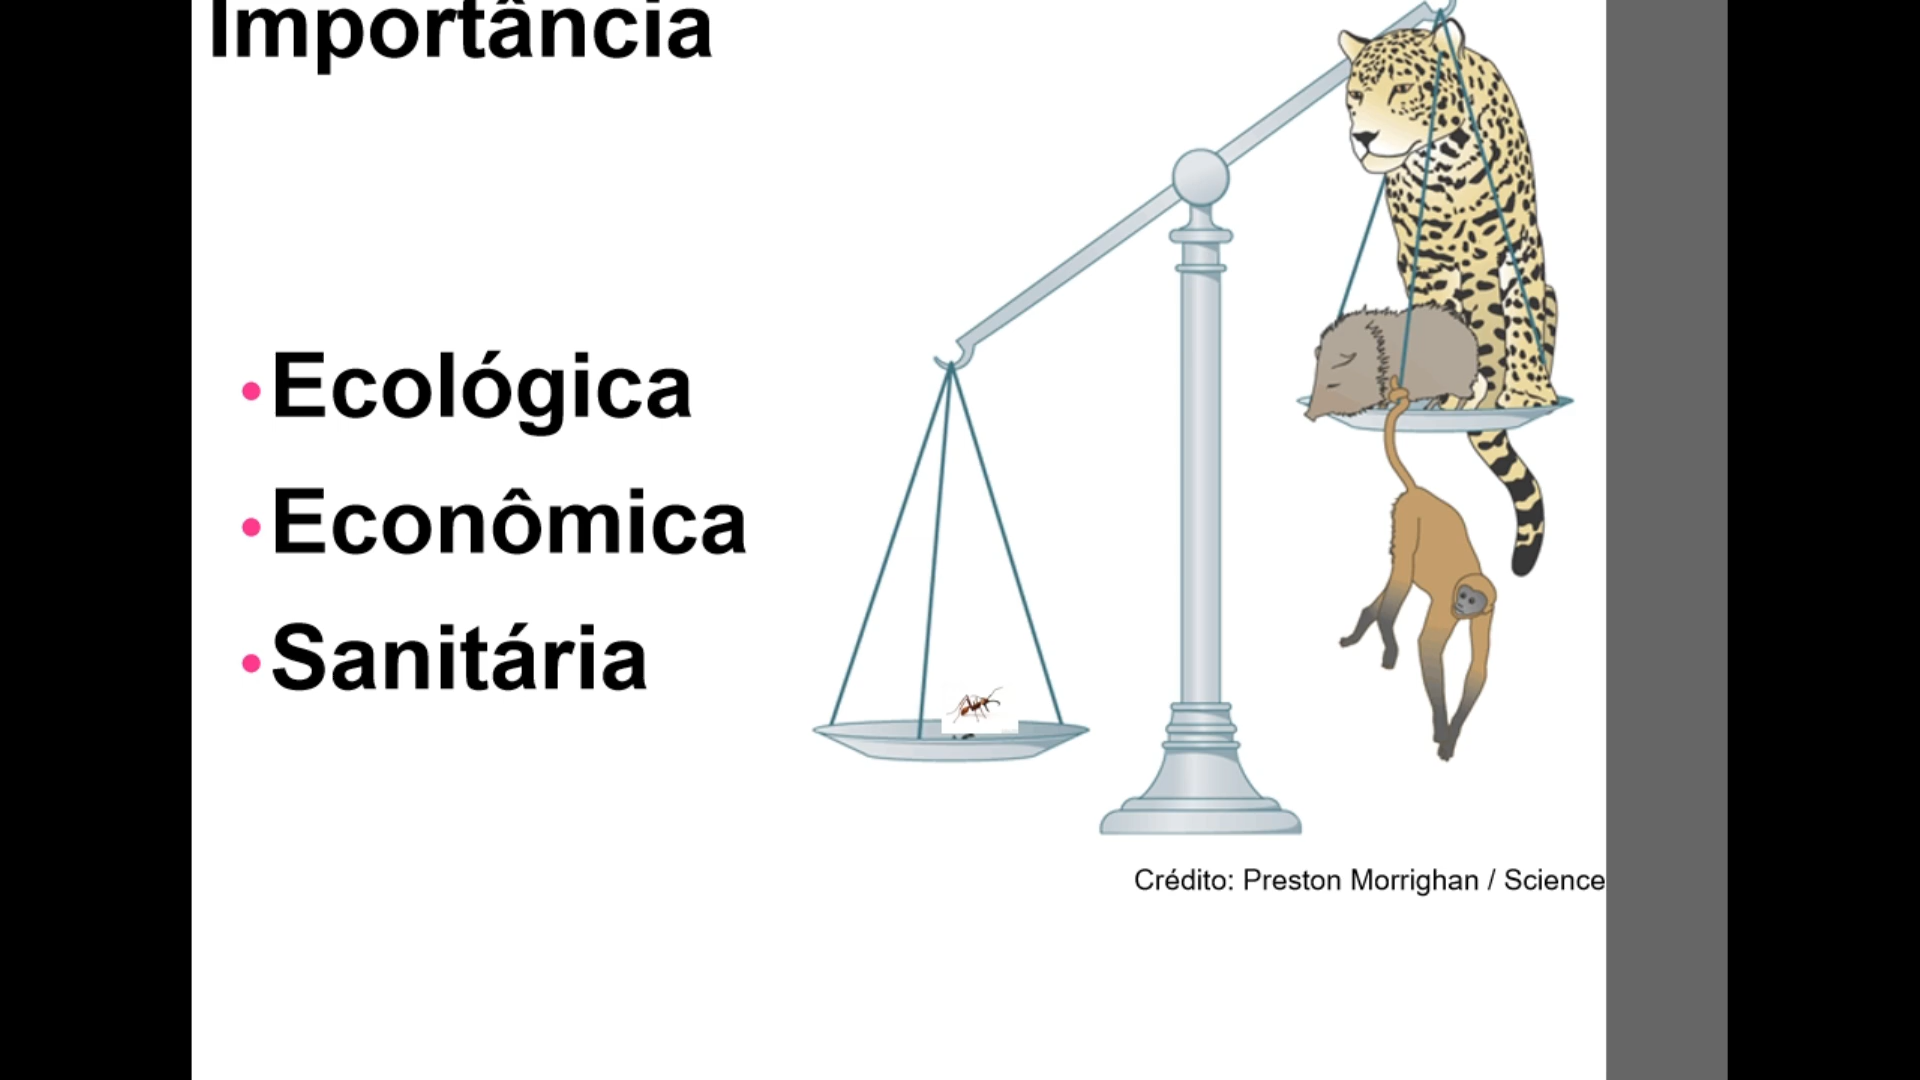 Importância
•Ecológica
•Econômica
•Sanitária
Crédito: Preston Morrighan / Science